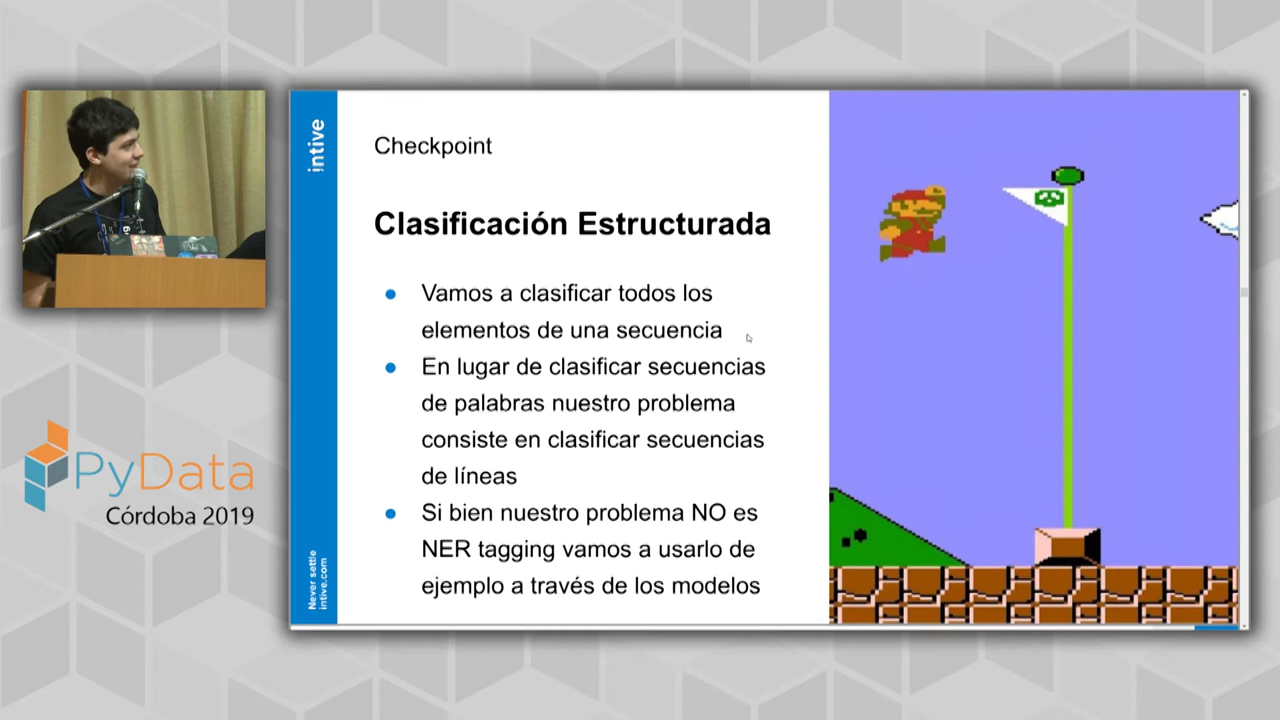 intive
Checkpoint
Clasificación Estructurada
● Vamos a clasificar todos los
elementos de una secuencia
● En lugar de clasificar secuencias
de palabras nuestro problema
consiste en clasificar secuencias
de líneas
● Si bien nuestro problema NO es
NER tagging vamos a usarlo de
ejemplo a través de los modelos
Never settle
intive.com
PyData
Córdoba 2019